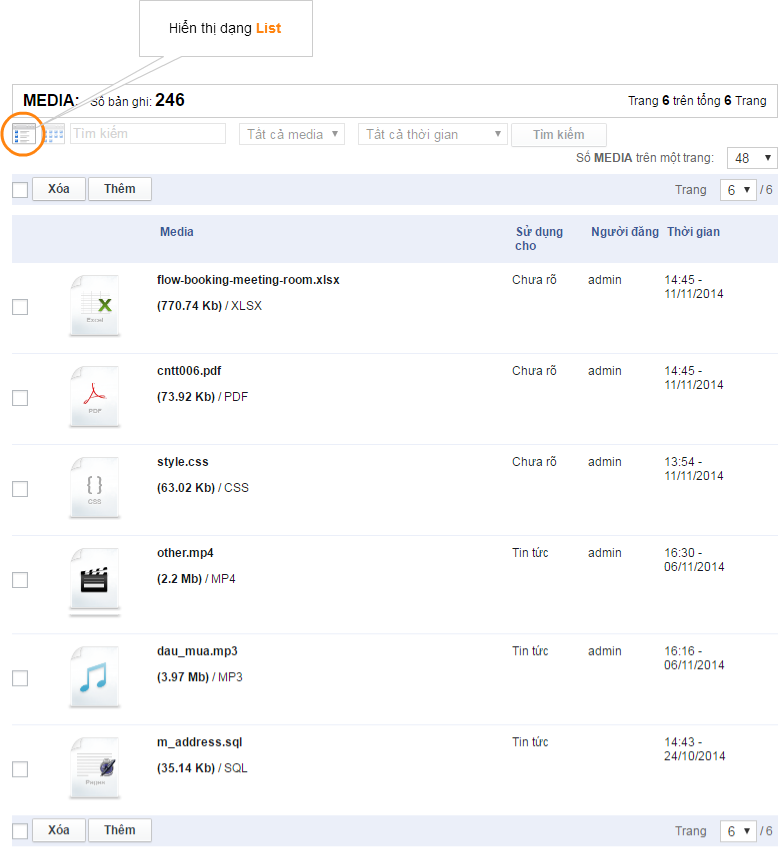 Hiển thị dạng List
MEDIA: Số bản ghi: 246
Trang 6 trên tổng 6 Trang
Tìm kiếm
Tất cả media
Tất cả thời gian
Tìm kiếm
Số MEDIA trên một trang: 48
Xóa
Thêm
Trang 6 / 6
Media
Sử dụng
cho
Người đăng
Thời gian
Excel
flow-booking-meeting-room.xlsx
(770.74 Kb) / XLSX
Chưa rõ
admin
14:45 -
11/11/2014
PDF
cntt006.pdf
(73.92 Kb) / PDF
Chưa rõ
admin
14:45 -
11/11/2014
{ }
CSS
style.css
(63.02 Kb) / CSS
Chưa rõ
admin
13:54 -
11/11/2014
other.mp4
(2.2 Mb) / MP4
Tin tức
admin
16:30 -
06/11/2014
dau_mua.mp3
(3.97 Mb) / MP3
Tin tức
admin
16:16 -
06/11/2014
m_address.sql
(35.14 Kb) / SQL
Tin tức
14:43 -
24/10/2014
Xóa
Thêm
Trang 6 / 6